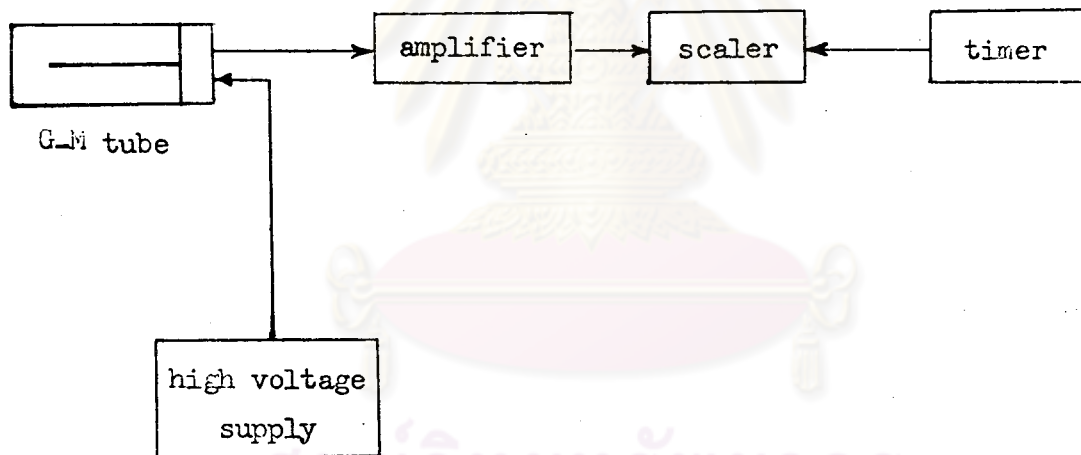 amplifier
scaler
timer
G-M tube
high voltage
supply